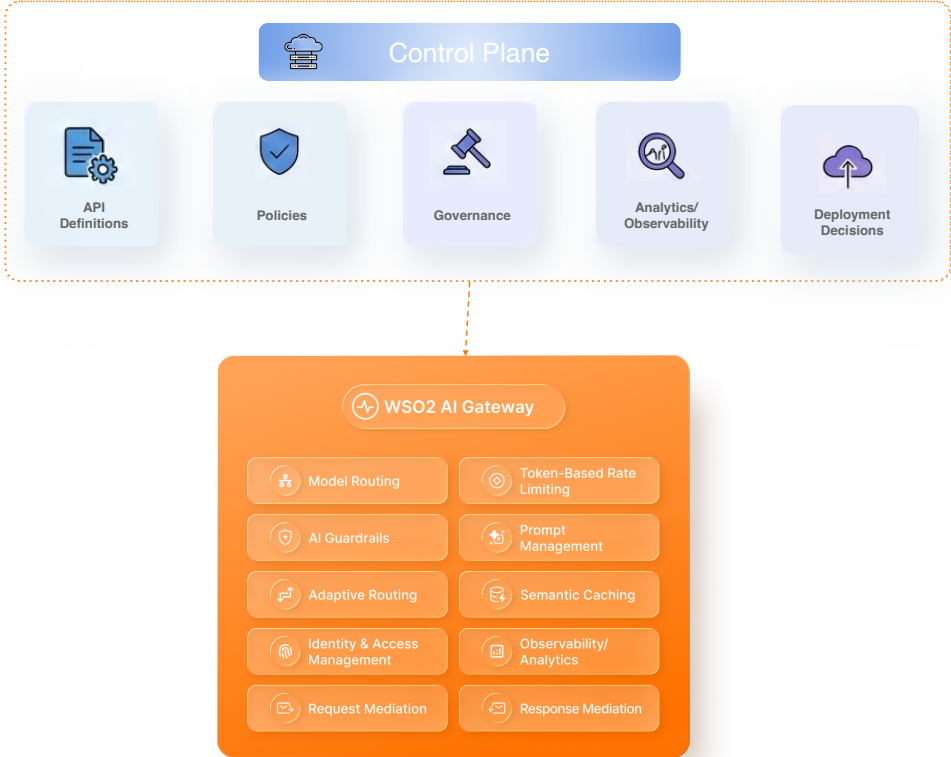 Control Plane
API
Definitions
Policies
Governance
Analytics/
Observability
Deployment
Decisions
WSO2 AI Gateway
Model Routing
Token-Based Rate
Limiting
AI Guardrails
Prompt
Management
Adaptive Routing
Semantic Caching
Identity & Access
Management
Observability/
Analytics
Request Mediation
Response Mediation